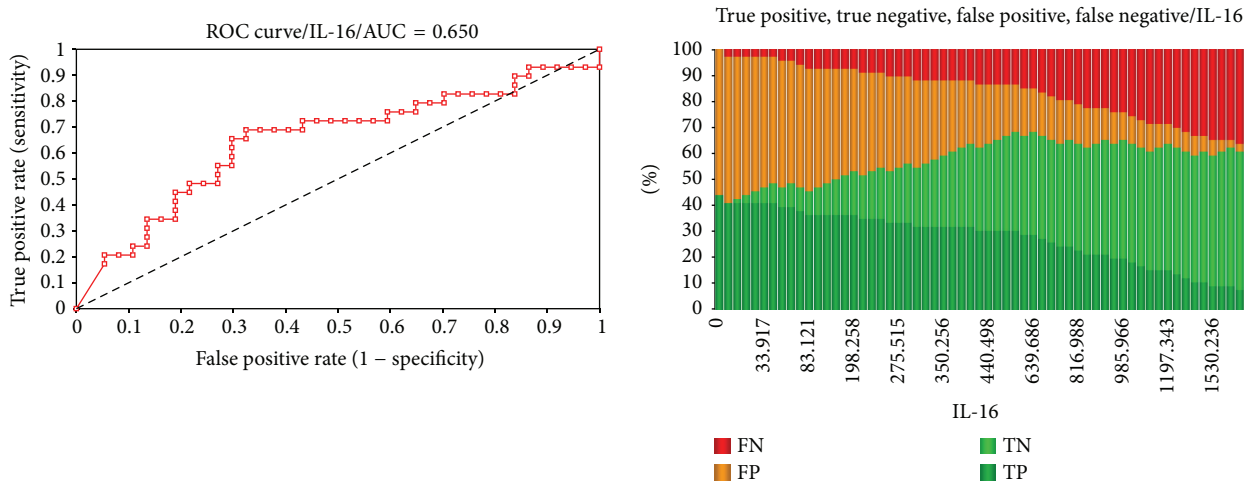 ROC curve/IL-16/AUC = 0.650
True positive rate (sensitivity)
1
0.9
0.8
0.7
0.6
0.5
0.4
0.3
0.2
0.1
0
0 0.1 0.2 0.3 0.4 0.5 0.6 0.7 0.8 0.9 1
False positive rate (1 − specificity)
True positive, true negative, false positive, false negative/IL-16
(%)
100
90
80
70
60
50
40
30
20
10
0
0 33.917 83.121 198.258 275.515 350.256 440.498 639.686 816.988 985.966 1197.343 1530.236
IL-16
FN TN
FP TP